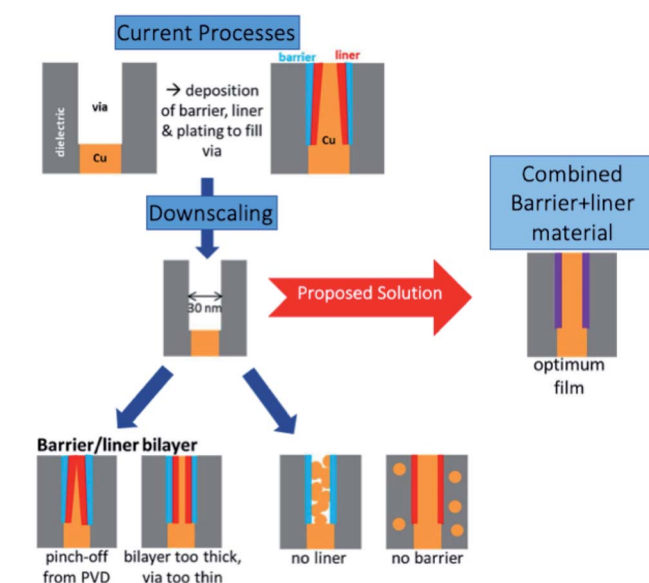 Current Processes
barrier
liner
dielectric
via
Cu
→ deposition
of barrier, liner
& plating to fill
via
Cu
Downscaling
Combined
Barrier+liner
material
30 nm
Proposed Solution
optimum
film
Barrier/liner bilayer
pinch-off
from PVD
bilayer too thick,
via too thin
no liner
no barrier